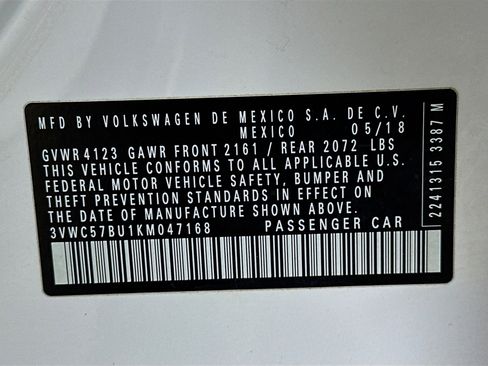 MFD BY VOLKSWAGEN DE MEXICO S.A. DE C.V.
MEXICO 05/18
GVWR 4123 GAWR FRONT 2161 / REAR 2072 LBS
THIS VEHICLE CONFORMS TO ALL APPLICABLE U.S.
FEDERAL MOTOR VEHICLE SAFETY, BUMPER AND
THEFT PREVENTION STANDARDS IN EFFECT ON THE
DATE OF MANUFACTURE SHOWN ABOVE.
3VWC57BU1KM047168 PASSENGER CAR
2241315 3387 M